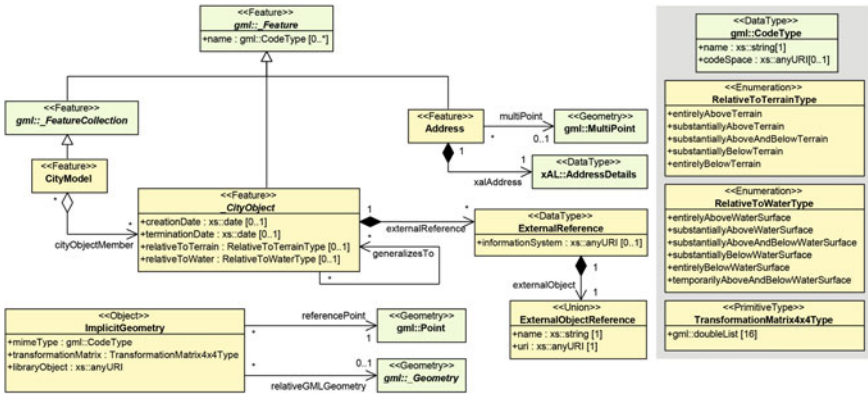 <<Feature>>
gml::_Feature
+name : gml::CodeType [0..*]
<<Feature>>
gml::_FeatureCollection
<<Feature>>
CityModel
*
*
cityObjectMember
<<Feature>>
Address
multiPoint
*
0..1
<<Geometry>>
gml::MultiPoint
1
1
xalAddress
<<DataType>>
xAL::AddressDetails
<<Feature>>
_CityObject
+creationDate : xs::date [0..1]
+terminationDate : xs::date [0..1]
+relativeToTerrain : RelativeToTerrainType [0..1]
+relativeToWater : RelativeToWaterType [0..1]
1
*
externalReference
*
generalizesTo
*
<<DataType>>
ExternalReference
+informationSystem : xs::anyURI [0..1]
1
externalObject
1
<<Union>>
ExternalObjectReference
+name : xs::string [1]
+uri : xs::anyURI [1]
<<Object>>
ImplicitGeometry
+mimeType : gml::CodeType
+transformationMatrix : TransformationMatrix4x4Type
+libraryObject : xs::anyURI
referencePoint
*
1
<<Geometry>>
gml::Point
*
0..1
relativeGMLGeometry
<<Geometry>>
gml::_Geometry
<<DataType>>
gml::CodeType
+name : xs::string[1]
+codeSpace : xs::anyURI[0..1]
<<Enumeration>>
RelativeToTerrainType
+entirelyAboveTerrain
+substantiallyAboveTerrain
+substantiallyAboveAndBelowTerrain
+substantiallyBelowTerrain
+entirelyBelowTerrain
<<Enumeration>>
RelativeToWaterType
+entirelyAboveWaterSurface
+substantiallyAboveWaterSurface
+substantiallyAboveAndBelowWaterSurface
+substantiallyBelowWaterSurface
+entirelyBelowWaterSurface
+temporarilyAboveAndBelowWaterSurface
<<PrimitiveType>>
TransformationMatrix4x4Type
+gml::doubleList [16]